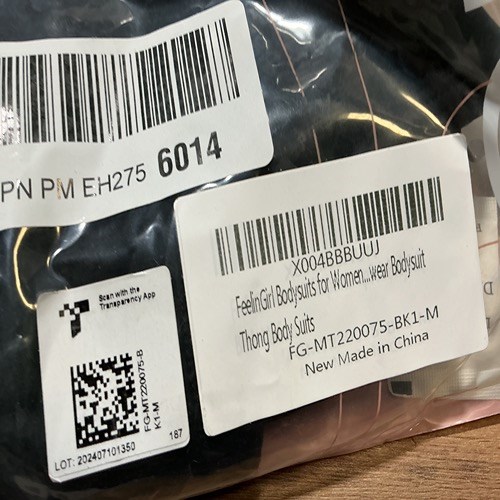 PN PM EH275 6014
X004BBBUUJ
FeelinGirl Bodysuits for Women...wear Bodysuit
Thong Body Suits
FG-MT220075-BK1-M
New Made in China
Scan with the
Transparency App
FG-MT220075-B
K1-M
187
LOT: 202407101350